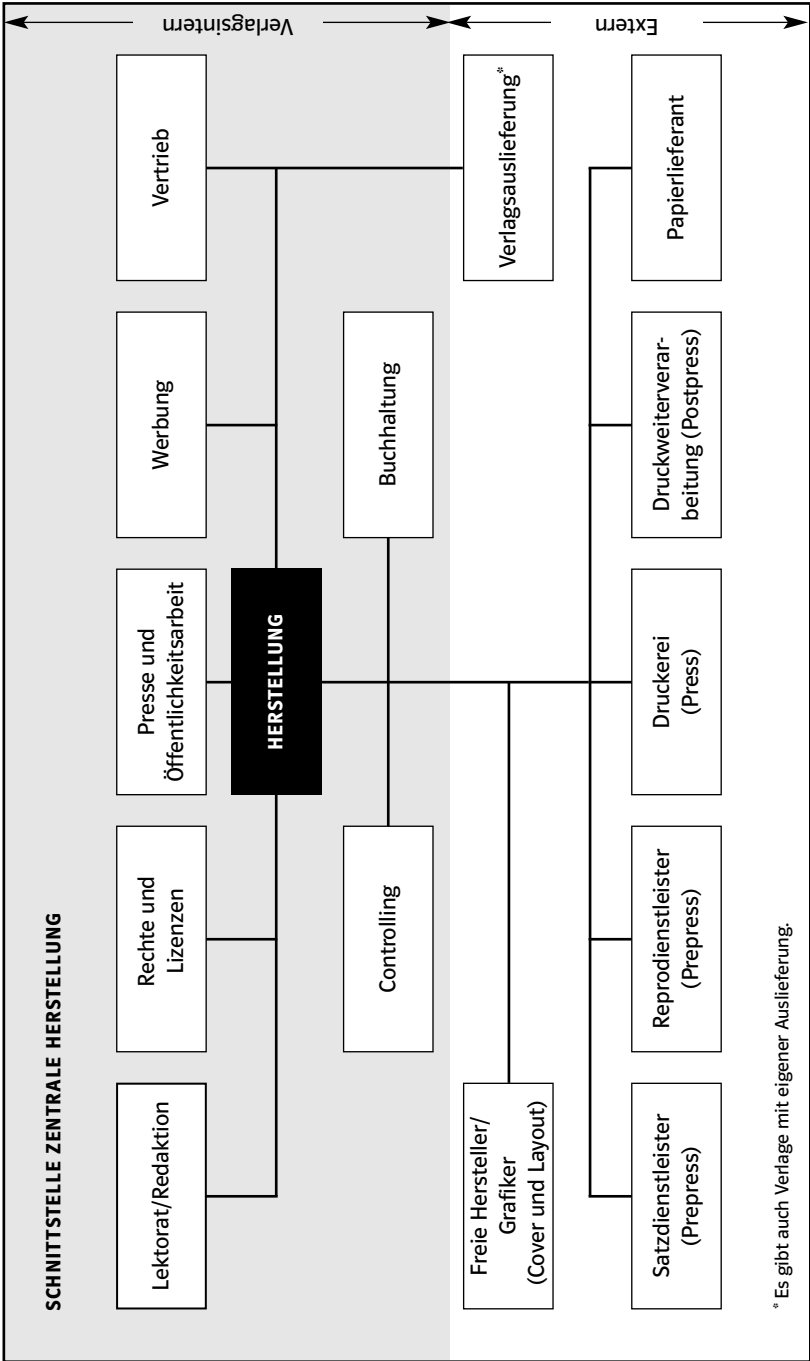 SCHNITTSTELLE ZENTRALE HERSTELLUNG
Lektorat/Redaktion
Rechte und
Lizenzen
Presse und
Öffentlichkeitsarbeit
Werbung
Vertrieb
Verlagsintern
HERSTELLUNG
Controlling
Buchhaltung
Freie Hersteller/
Grafiker
(Cover und Layout)
Verlagsauslieferung*
Extern
Satzdienstleister
(Prepress)
Reprodienstleister
(Prepress)
Druckerei
(Press)
Druckweiterverar-
beitung (Postpress)
Papierlieferant
* Es gibt auch Verlage mit eigener Auslieferung.